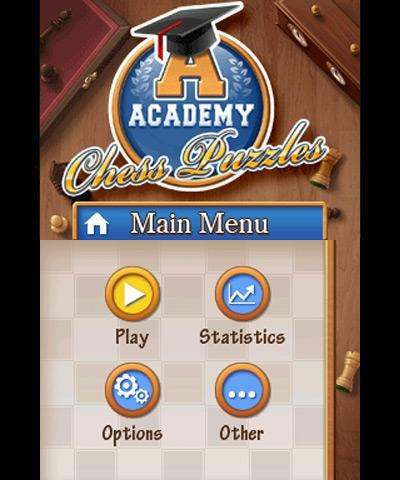 A
ACADEMY
Chess Puzzles
Main Menu
Play
Statistics
Options
Other